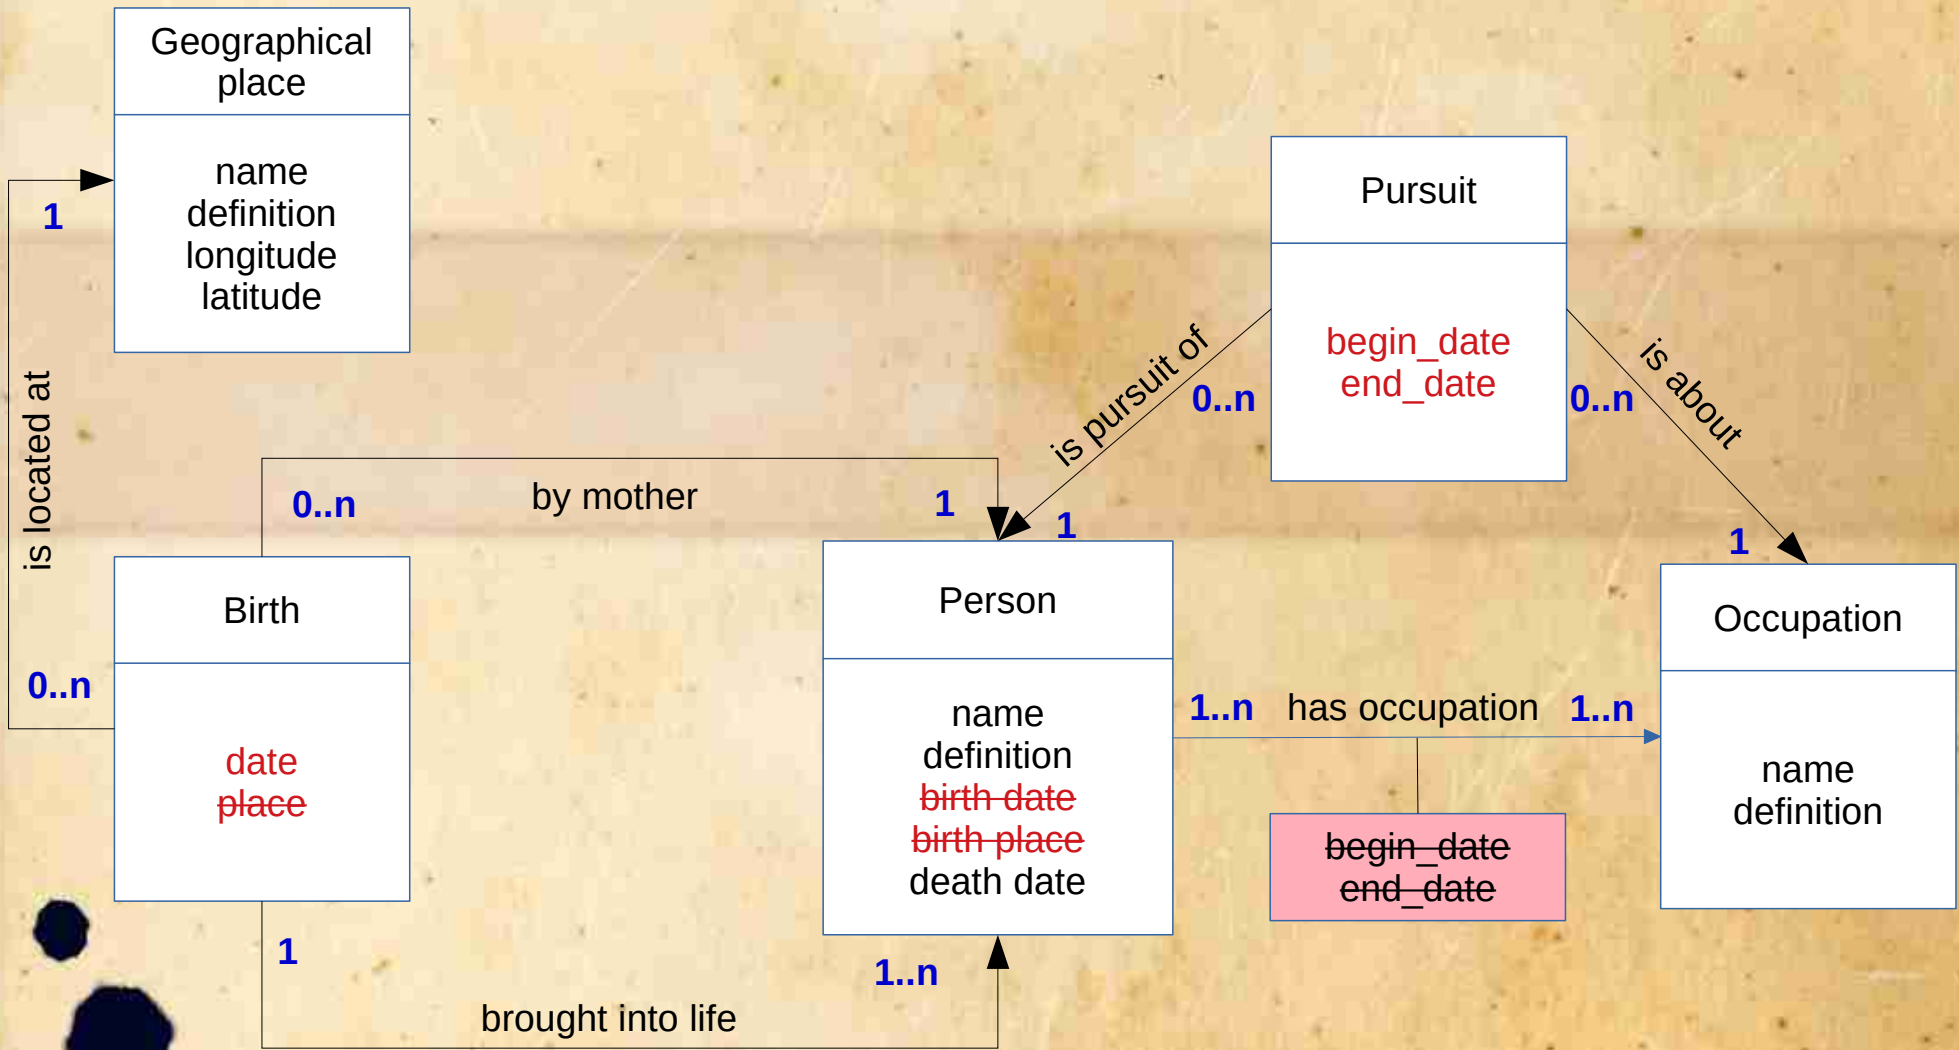 Geographical
place
name
definition
longitude
latitude
1
is located at
0..n
Birth
date
place
0..n
by mother
1
1
brought into life
1..n
Person
name
definition
birth date
birth place
death date
Pursuit
begin_date
end_date
is pursuit of
0..n
1
0..n
is about
1
1..n
has occupation
1..n
begin_date
end_date
Occupation
name
definition